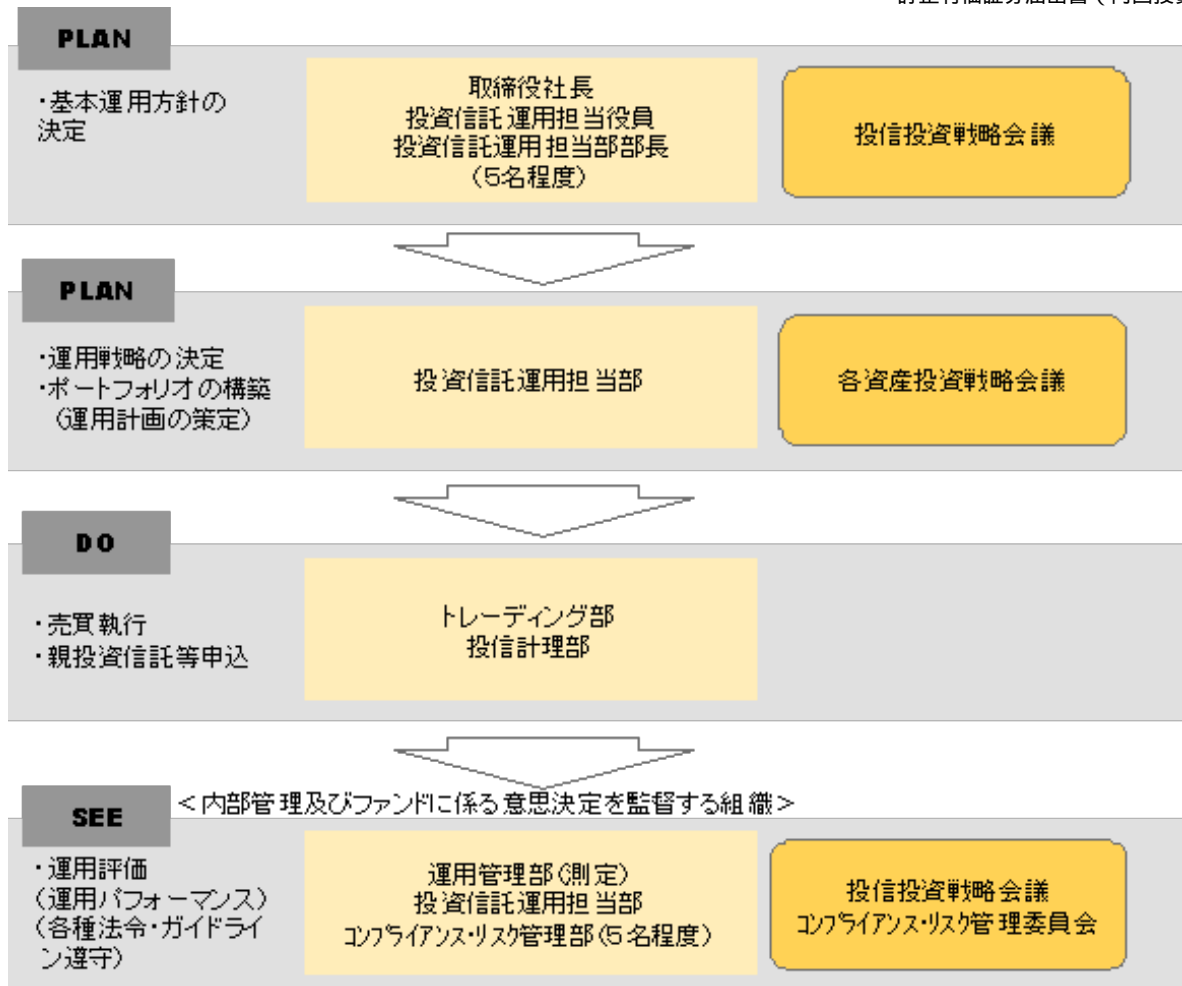 PLAN
・基本運用方針の
決定
取締役社長
投資信託運用担当役員
投資信託運用担当部部長
(5名程度)
投信投資戦略会議
PLAN
・運用戦略の決定
・ポートフォリオの構築
(運用計画の策定)
投資信託運用担当部
各資産投資戦略会議
DO
・売買執行
・親投資信託等申込
トレーディング部
投信計理部
SEE
<内部管理及びファンドに係る意思決定を監督する組織>
・運用評価
(運用パフォーマンス)
(各種法令・ガイドライ
ン遵守)
運用管理部(測定)
投資信託運用担当部
コンプライアンス・リスク管理部(5名程度)
投信投資戦略会議
コンプライアンス・リスク管理委員会